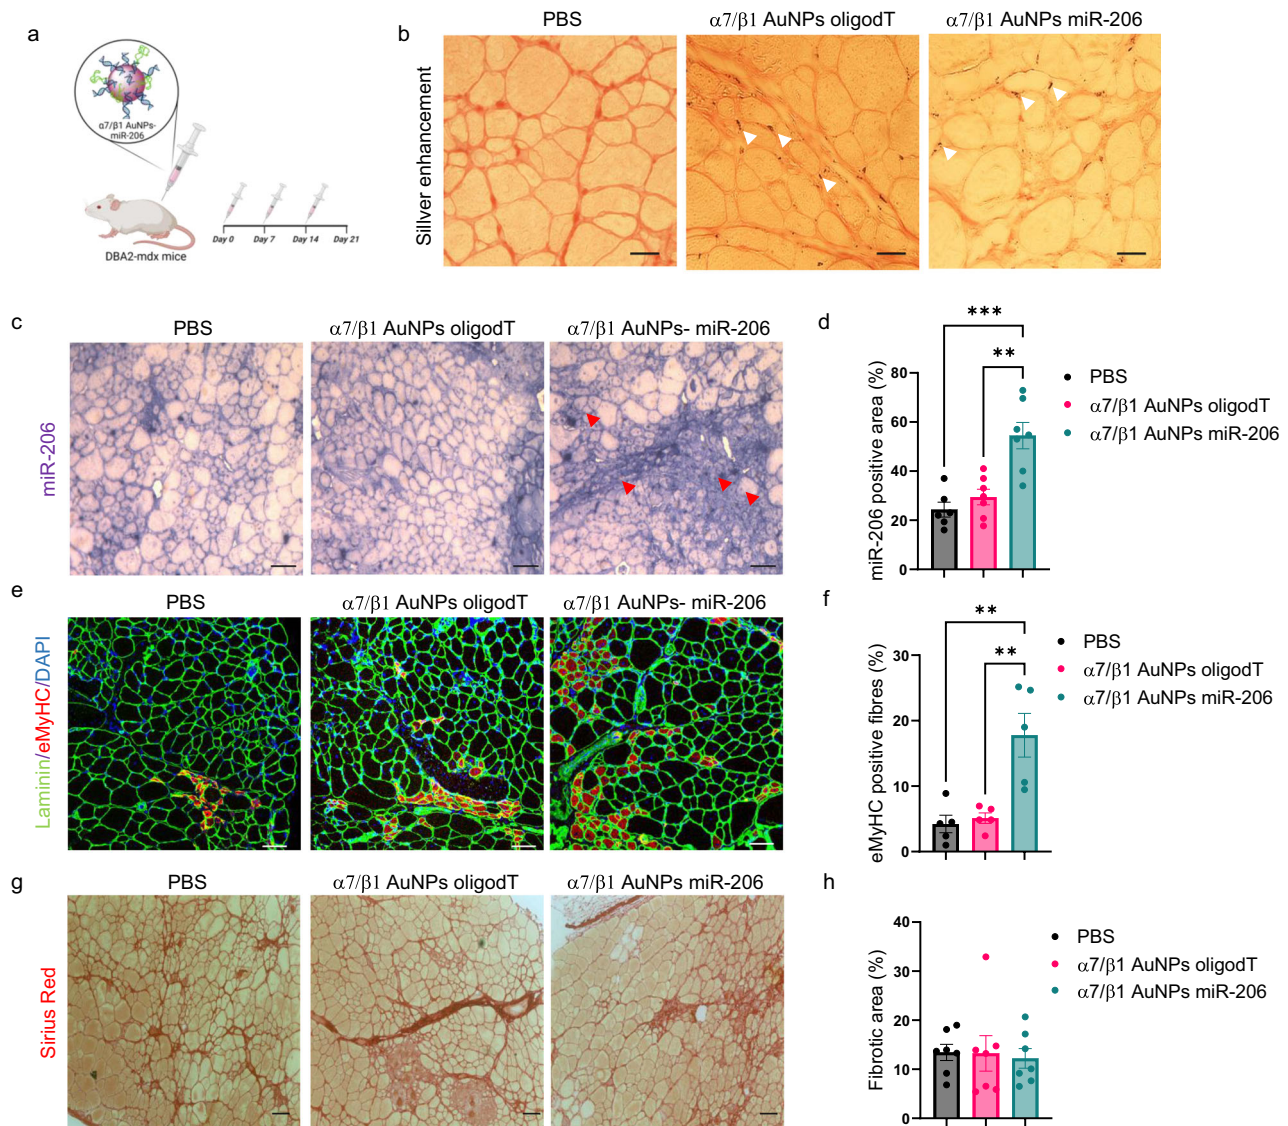 a
α7/β1 AuNPs-
miR-206
DBA2-mdx mice
Day 0 Day 7 Day 14 Day 21
b
PBS α7/β1 AuNPs oligodT α7/β1 AuNPs miR-206
Sillver enhancement
c
PBS α7/β1 AuNPs oligodT α7/β1 AuNPs- miR-206
miR-206
d
***
**
miR-206 positive area (%)
80
60
40
20
0
PBS
α7/β1 AuNPs oligodT
α7/β1 AuNPs miR-206
e
PBS α7/β1 AuNPs oligodT α7/β1 AuNPs- miR-206
Laminin/eMyHC/DAPI
f
**
**
eMyHC positive fibres (%)
30
20
10
0
PBS
α7/β1 AuNPs oligodT
α7/β1 AuNPs miR-206
g
PBS α7/β1 AuNPs oligodT α7/β1 AuNPs miR-206
Sirius Red
h
Fibrotic area (%)
40
30
20
10
0
PBS
α7/β1 AuNPs oligodT
α7/β1 AuNPs miR-206